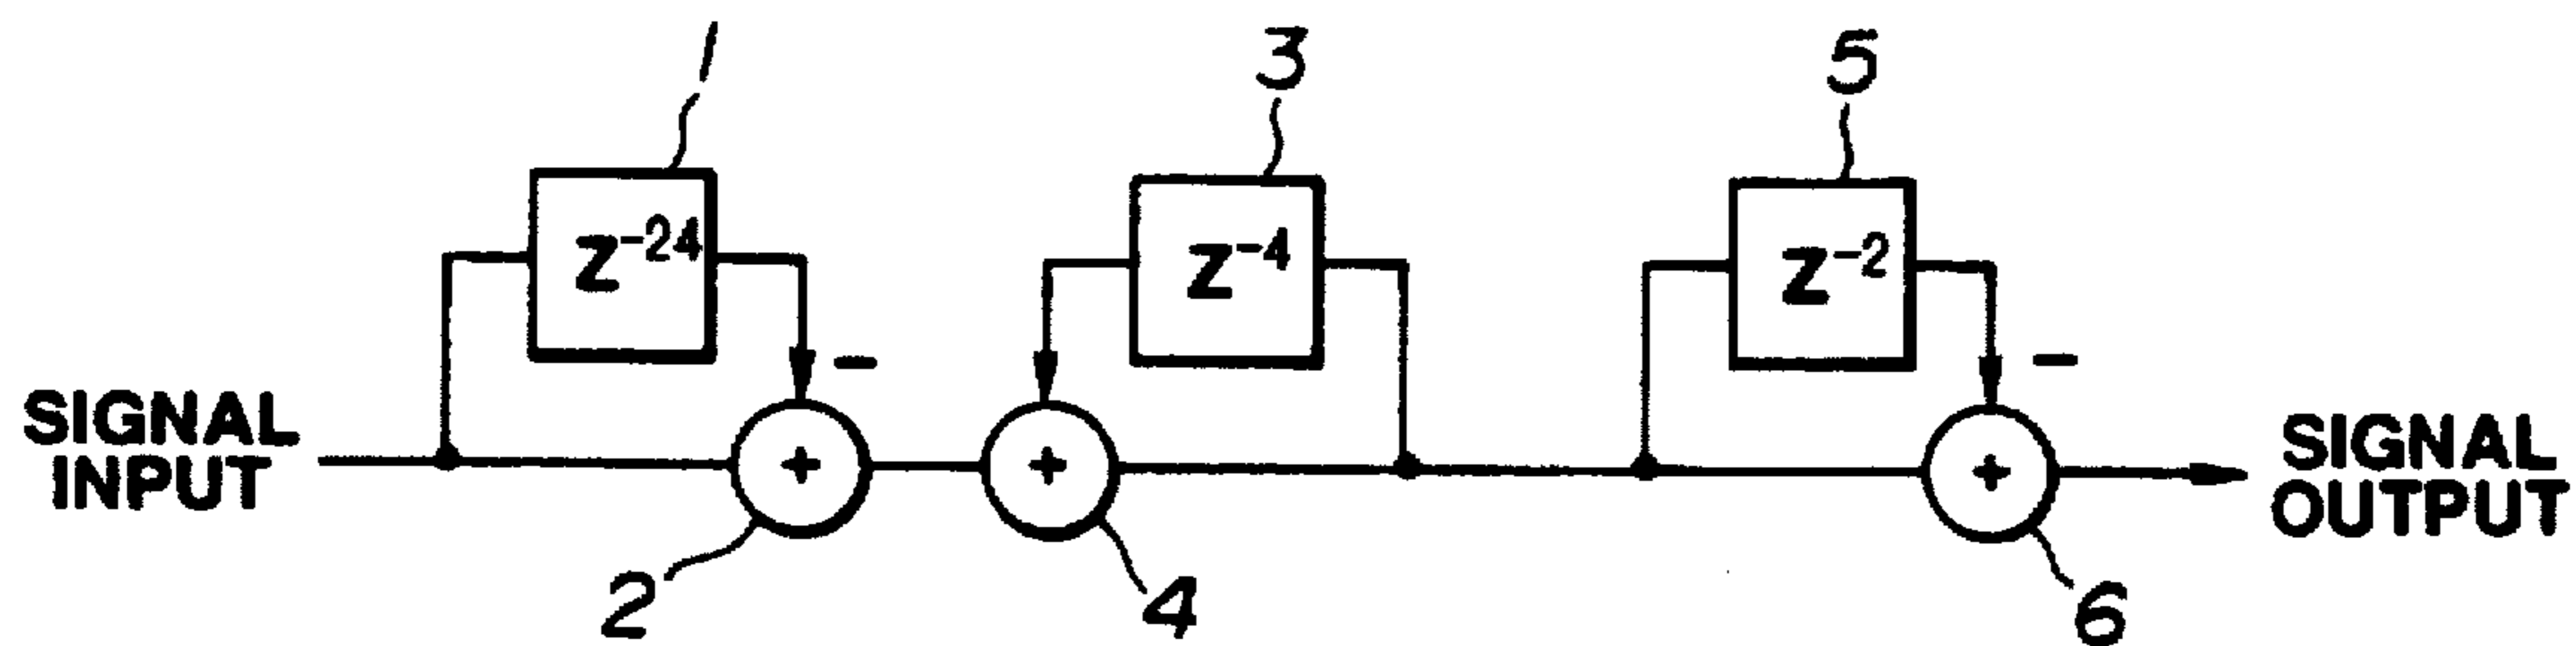 1
3
5
Z⁻²⁴
Z⁻⁴
Z⁻²
-
-
SIGNAL
INPUT
+
+
+
SIGNAL
OUTPUT
2
4
6